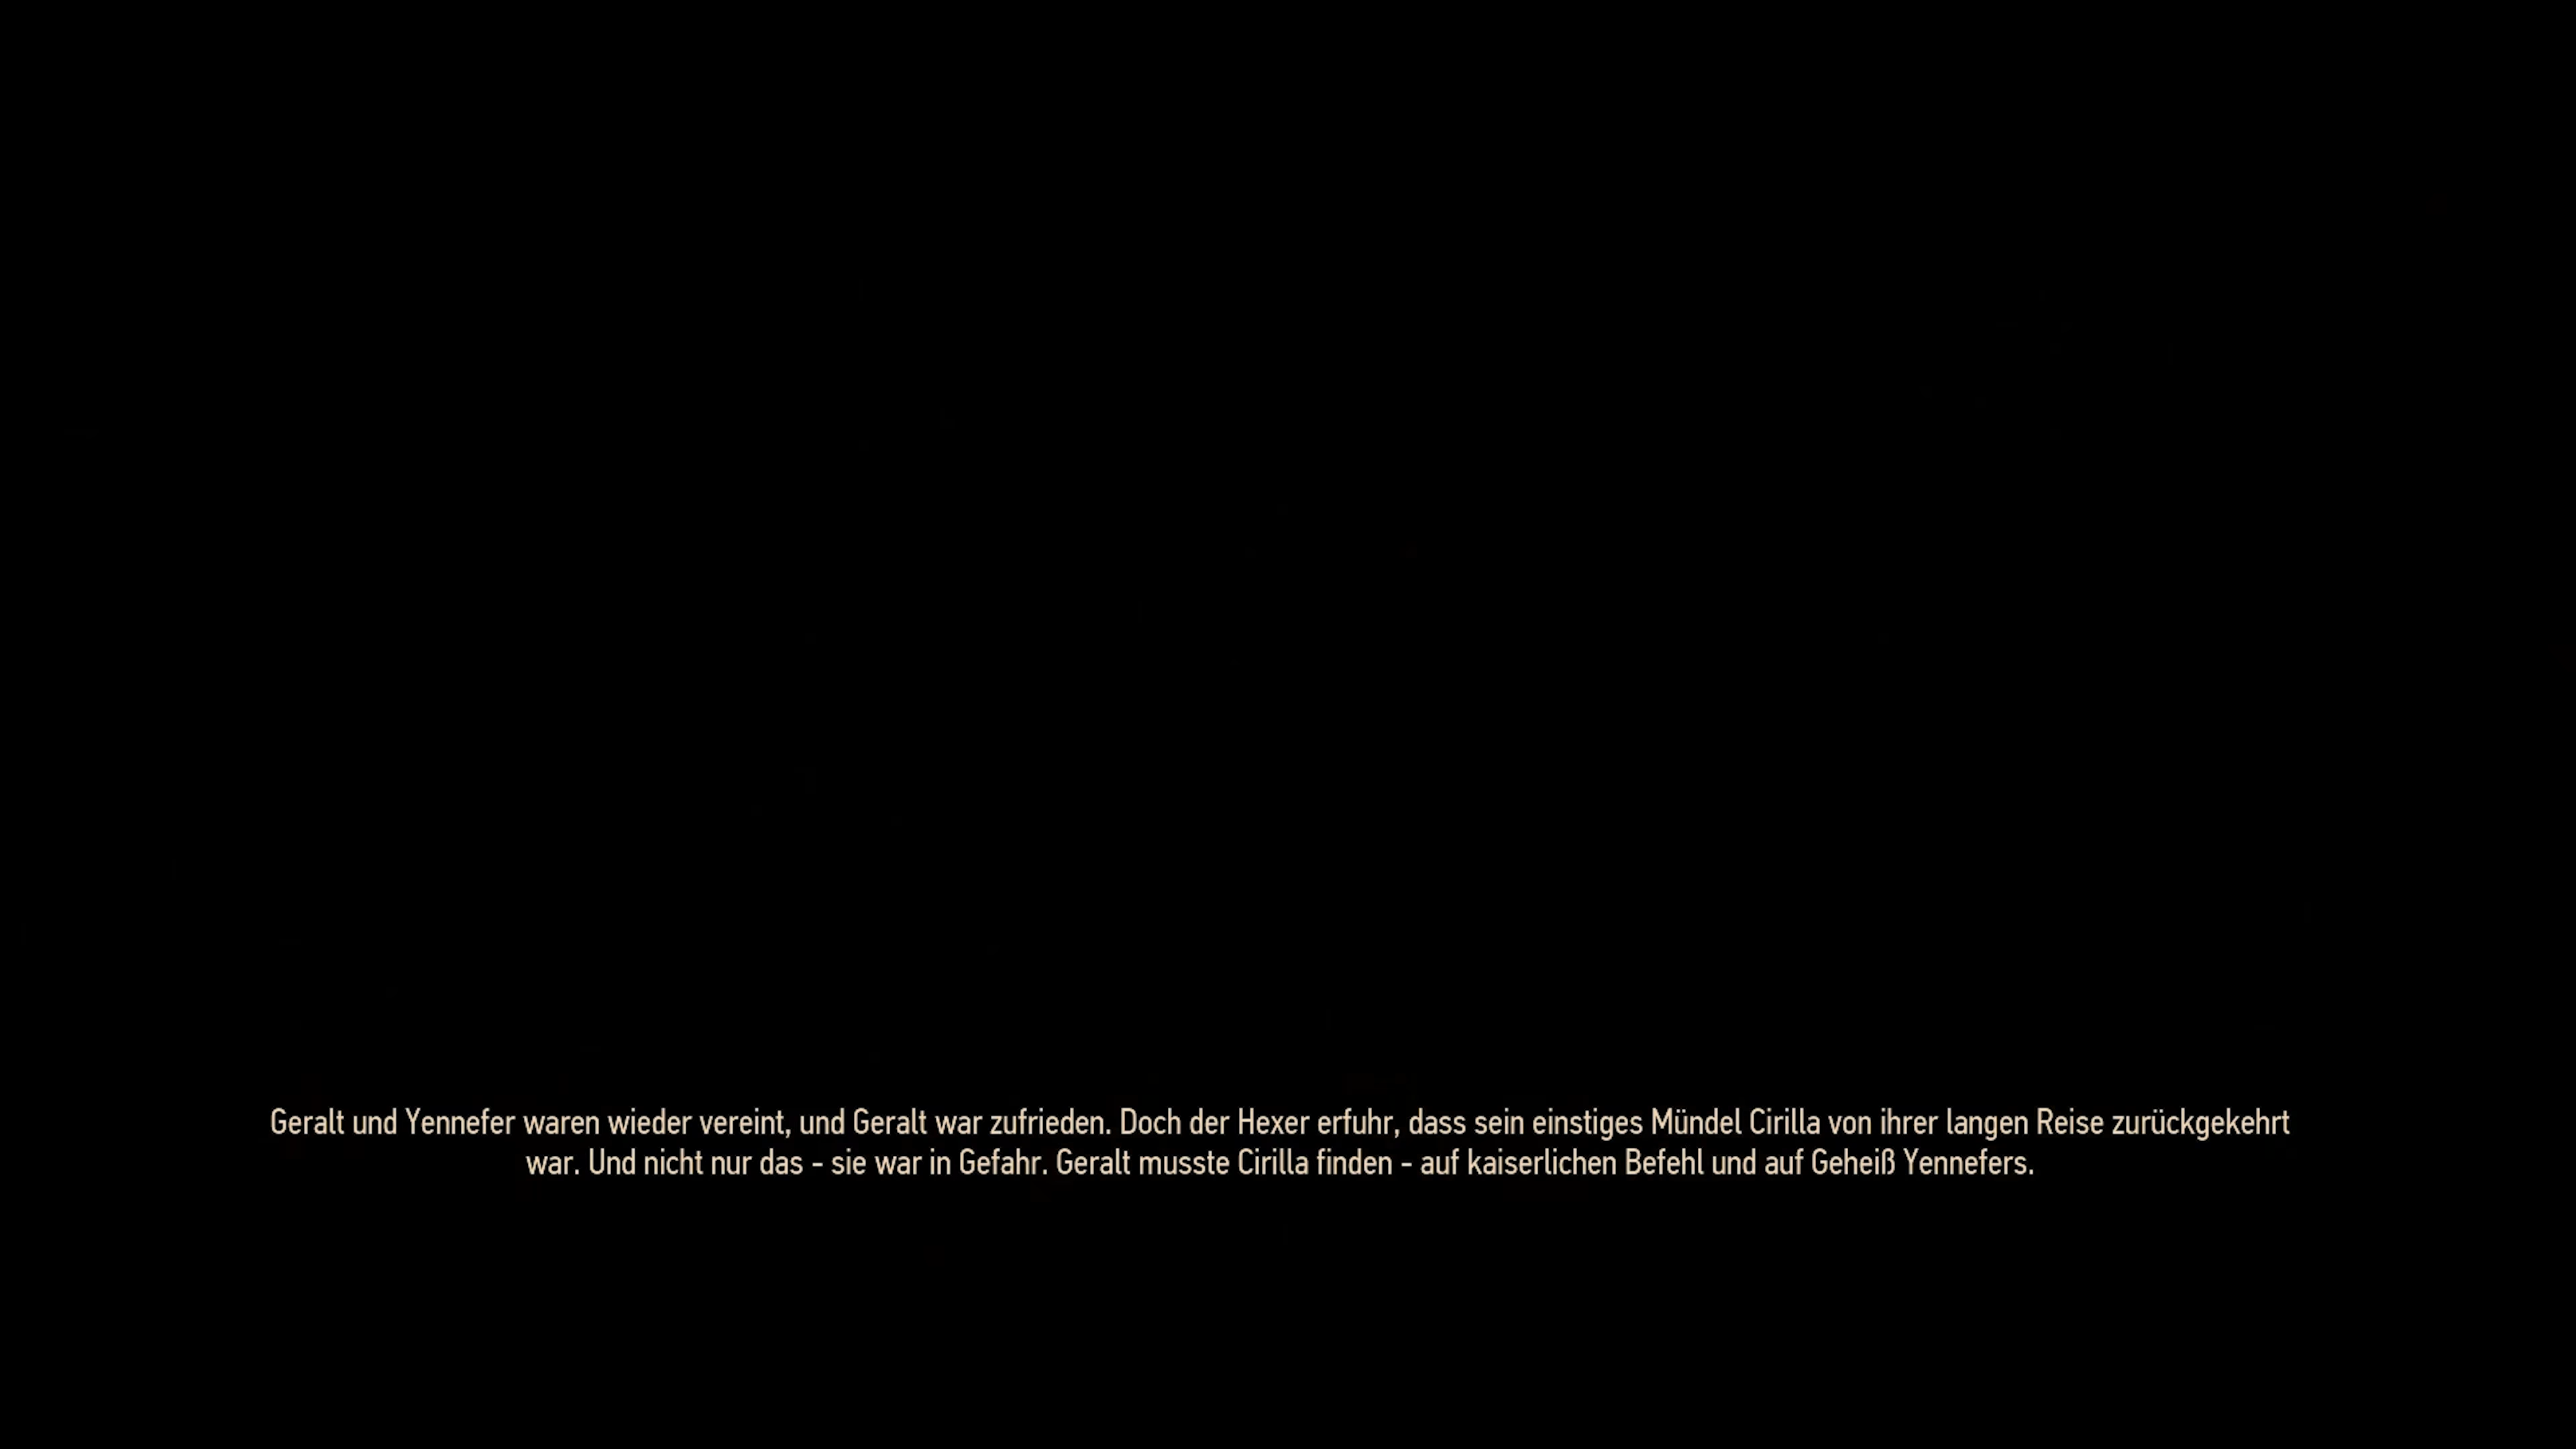 Geralt und Yennefer waren wieder vereint, und Geralt war zufrieden. Doch der Hexer erfuhr, dass sein einstiges Mündel Cirilla von ihrer langen Reise zurückgekehrt
war. Und nicht nur das - sie war in Gefahr. Geralt musste Cirilla finden - auf kaiserlichen Befehl und auf Geheiß Yennefers.